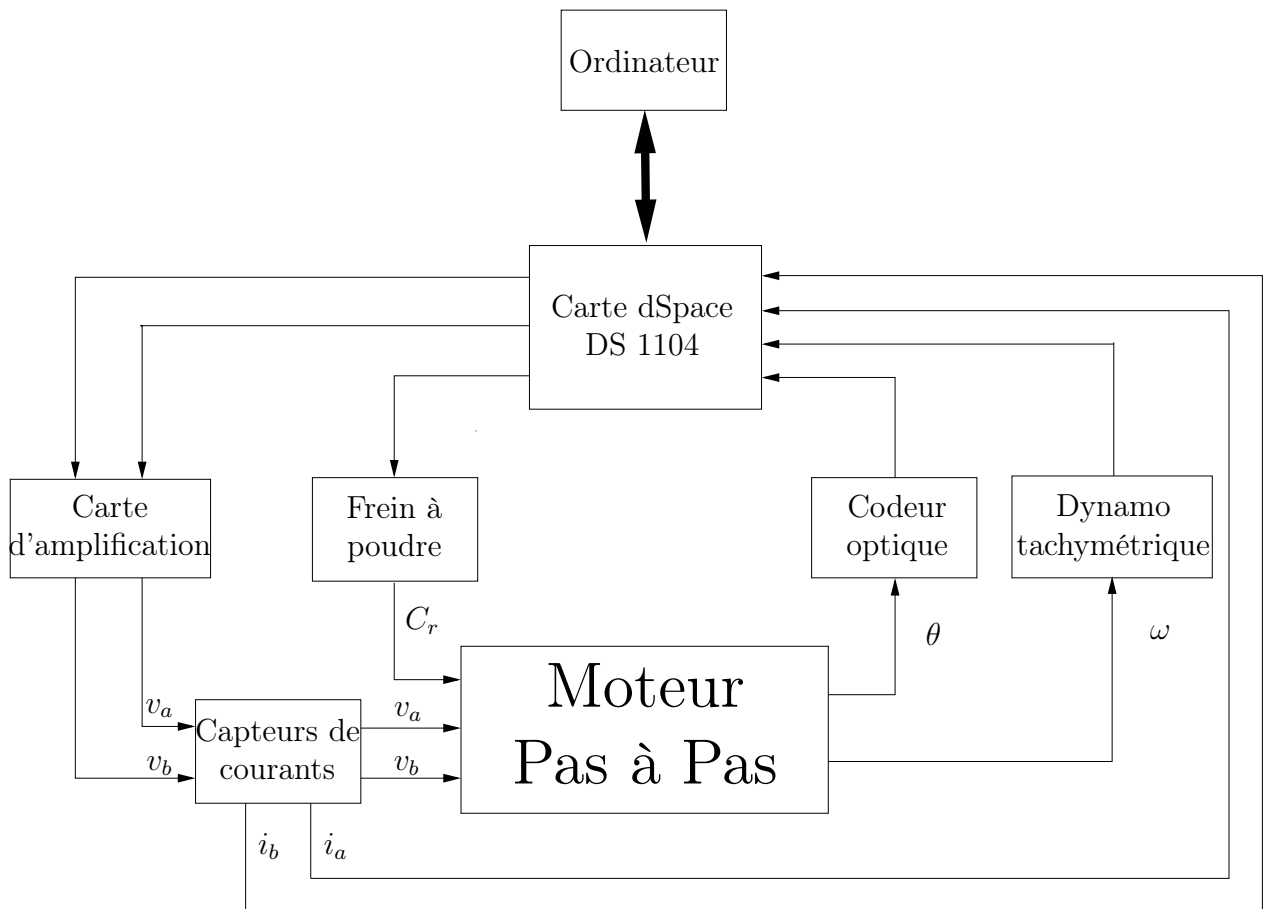 Ordinateur
Carte dSpace
DS 1104
Carte
d'amplification
Frein à
poudre
Codeur
optique
Dynamo
tachymétrique
C_r
θ
ω
Moteur
Pas à Pas
v_a
v_b
Capteurs de
courants
v_a
v_b
i_b
i_a